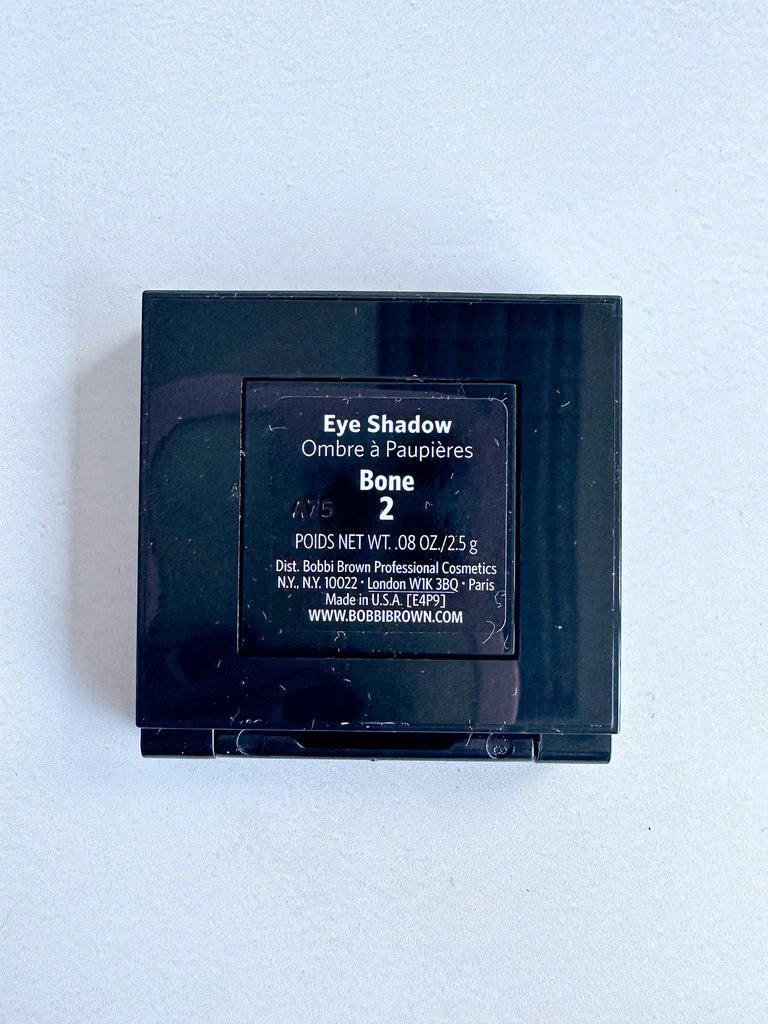 Eye Shadow
Ombre à Paupières
Bone
A75 2
POIDS NET WT. .08 OZ./2.5 g
Dist. Bobbi Brown Professional Cosmetics
N.Y., N.Y. 10022 · London W1K 3BQ · Paris
Made in U.S.A. [E4P9]
WWW.BOBBIBROWN.COM